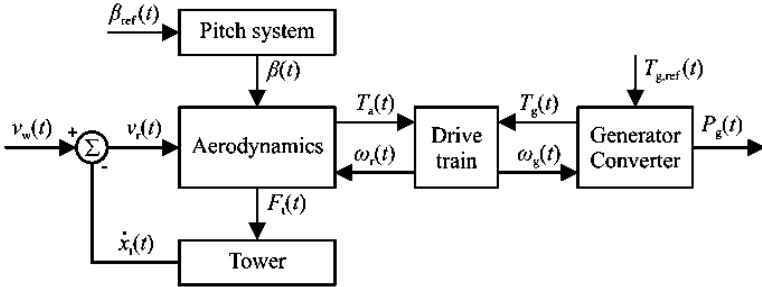 β_ref(t)
Pitch system
β(t)
T_g,ref(t)
v_w(t)
+
Σ
-
v_r(t)
Aerodynamics
T_a(t)
ω_r(t)
Drive
train
T_g(t)
ω_g(t)
Generator
Converter
P_g(t)
F_t(t)
ẋ_t(t)
Tower